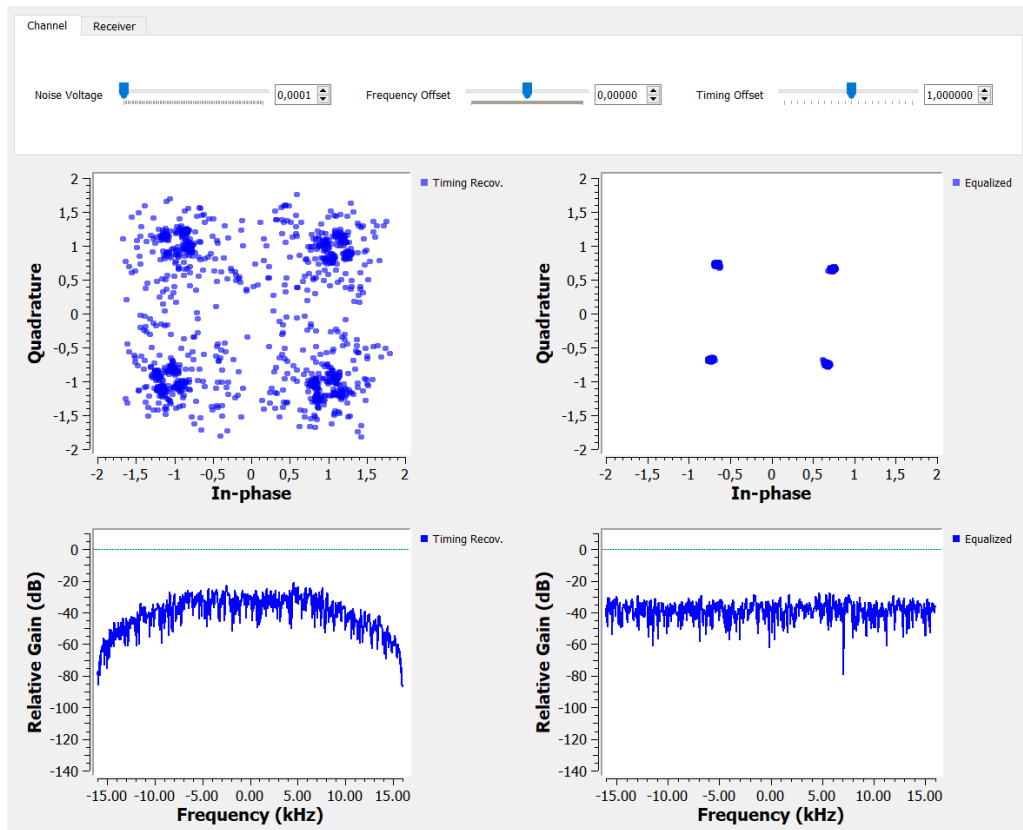 Channel Receiver
Noise Voltage 0,0001 Frequency Offset 0,00000 Timing Offset 1,000000
2
1,5
1
0,5
0
-0,5
-1
-1,5
-2
Quadrature
-2 -1,5 -1 -0,5 0 0,5 1 1,5 2
In-phase
Timing Recov.
2
1,5
1
0,5
0
-0,5
-1
-1,5
-2
Quadrature
-2 -1,5 -1 -0,5 0 0,5 1 1,5 2
In-phase
Equalized
0
-20
-40
-60
-80
-100
-120
-140
Relative Gain (dB)
-15.00 -10.00 -5.00 0.00 5.00 10.00 15.00
Frequency (kHz)
Timing Recov.
0
-20
-40
-60
-80
-100
-120
-140
Relative Gain (dB)
-15.00 -10.00 -5.00 0.00 5.00 10.00 15.00
Frequency (kHz)
Equalized